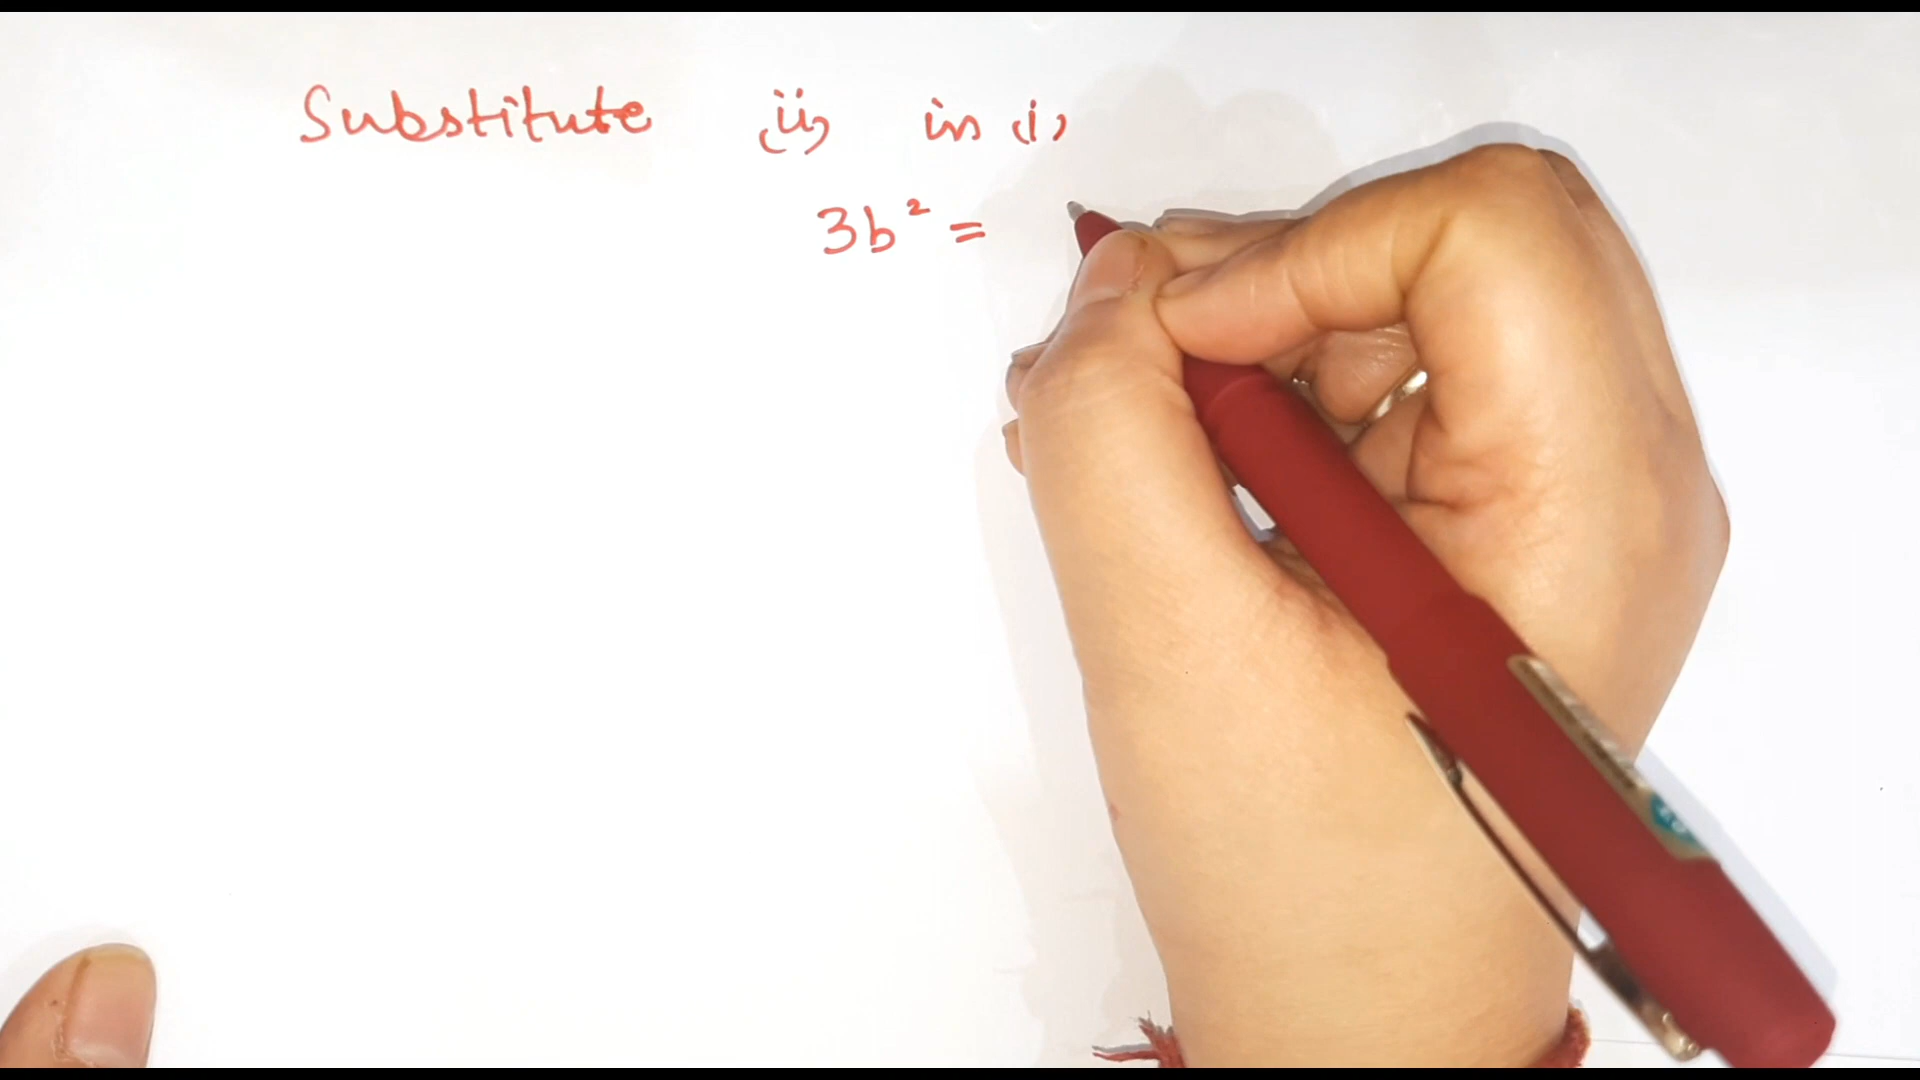 Substitute (ii) in (i)
3b² =